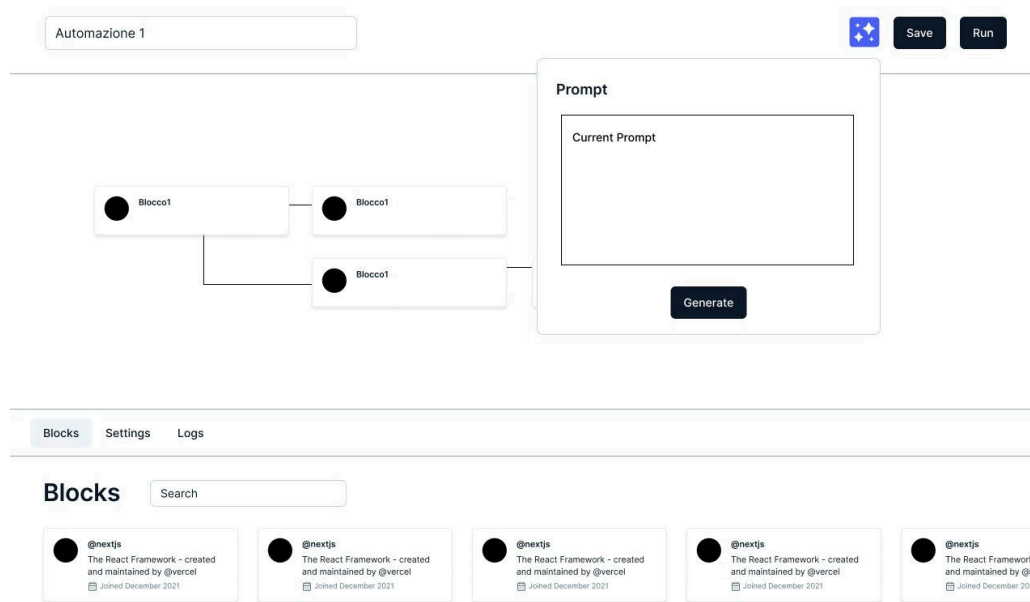 Automazione 1
Save
Run
Prompt
Current Prompt
Generate
Blocco1
Blocco1
Blocco1
Blocks
Settings
Logs
Blocks
Search
@nextjs
The React Framework - created
and maintained by @vercel
Joined December 2021
@nextjs
The React Framework - created
and maintained by @vercel
Joined December 2021
@nextjs
The React Framework - created
and maintained by @vercel
Joined December 2021
@nextjs
The React Framework - created
and maintained by @vercel
Joined December 2021
@nextjs
The React Framework
and maintained by @
Joined December 20